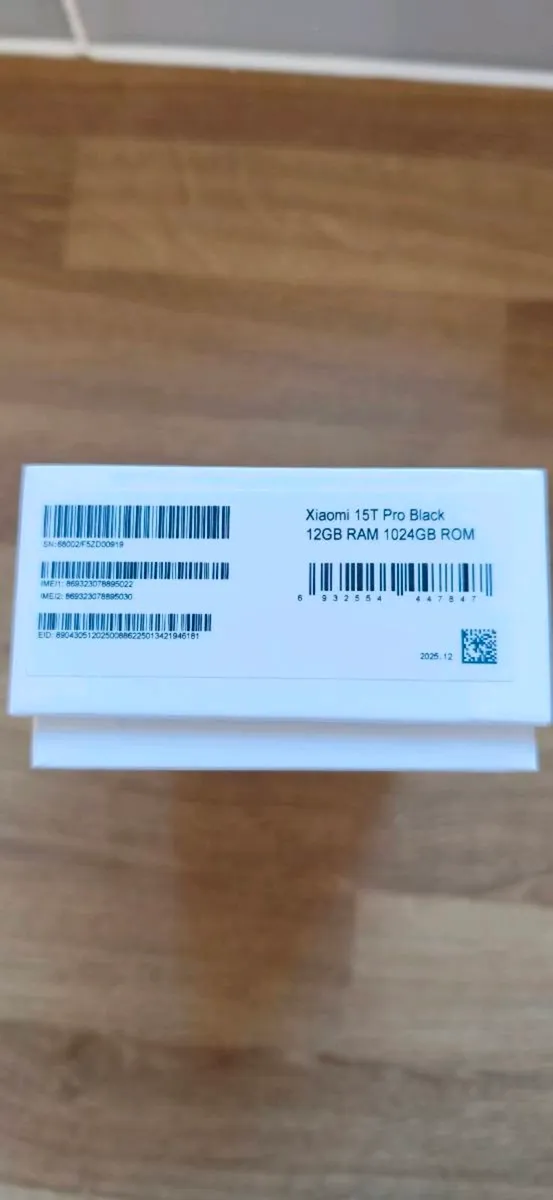 SN:68002/F5ZD00919
IMEI1: 869323078895022
IMEI2: 869323078895030
EID: 89043051202500886225013421946181
Xiaomi 15T Pro Black
12GB RAM 1024GB ROM
6 932554 447847
2025.12